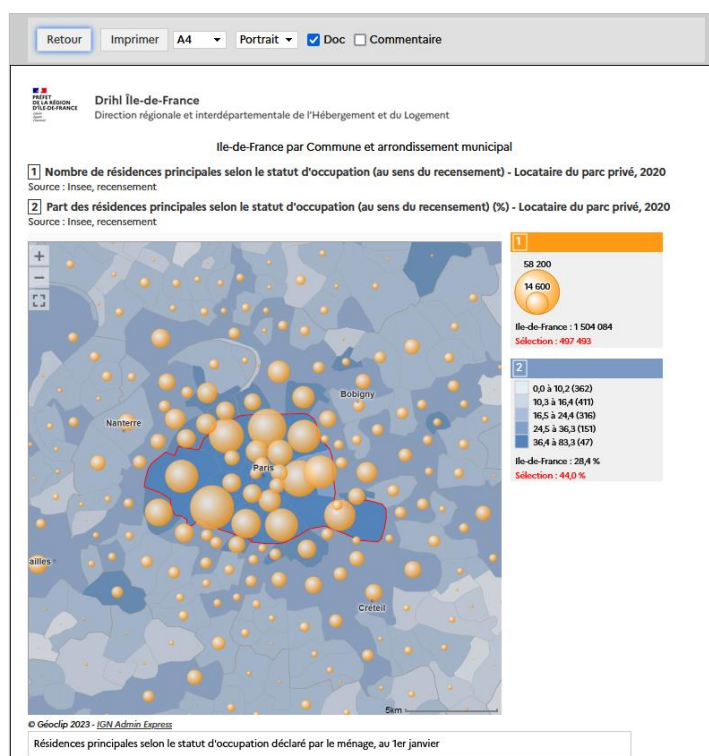 Retour Imprimer A4 Portrait Doc Commentaire
PRÉFET
DE LA RÉGION
D'ÎLE-DE-FRANCE
Drihl Île-de-France
Direction régionale et interdépartementale de l'Hébergement et du Logement
Ile-de-France par Commune et arrondissement municipal
1 Nombre de résidences principales selon le statut d'occupation (au sens du recensement) - Locataire du parc privé, 2020
Source : Insee, recensement
2 Part des résidences principales selon le statut d'occupation (au sens du recensement) (%) - Locataire du parc privé, 2020
Source : Insee, recensement
+
−
Bobigny
Nanterre
Paris
ailles
Créteil
5km
1
58 200
14 600
Ile-de-France : 1 504 084
Sélection : 497 493
2
0,0 à 10,2 (362)
10,3 à 16,4 (411)
16,5 à 24,4 (316)
24,5 à 36,3 (151)
36,4 à 83,3 (47)
Ile-de-France : 28,4 %
Sélection : 44,0 %
© Géoclip 2023 - IGN Admin Express
Résidences principales selon le statut d'occupation déclaré par le ménage, au 1er janvier